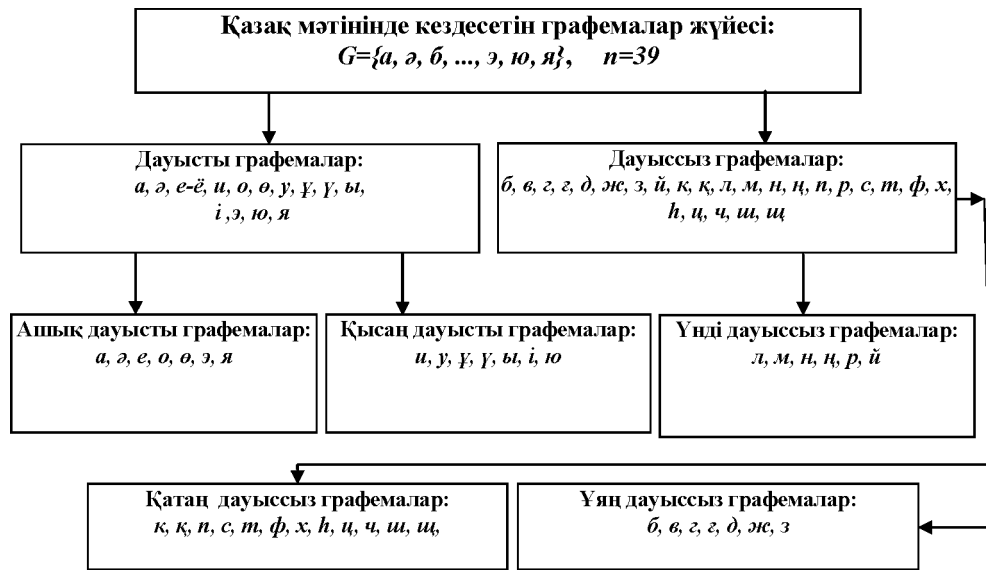 Қазақ мәтінінде кездесетін графемалар жүйесі:
G={а, ә, б, ..., э, ю, я}, n=39
Дауысты графемалар:
а, ә, е-ё, и, о, ө, у, ұ, ү, ы,
і ,э, ю, я
Дауыссыз графемалар:
б, в, г, г, д, ж, з, й, к, қ, л, м, н, ң, п, р, с, т, ф, х,
һ, ц, ч, ш, щ
Ашық дауысты графемалар:
а, ә, е, о, ө, э, я
Қысаң дауысты графемалар:
и, у, ұ, ү, ы, і, ю
Үнді дауыссыз графемалар:
л, м, н, ң, р, й
Қатаң дауыссыз графемалар:
к, қ, п, с, т, ф, х, һ, ц, ч, ш, щ,
Ұяң дауыссыз графемалар:
б, в, г, г, д, ж, з